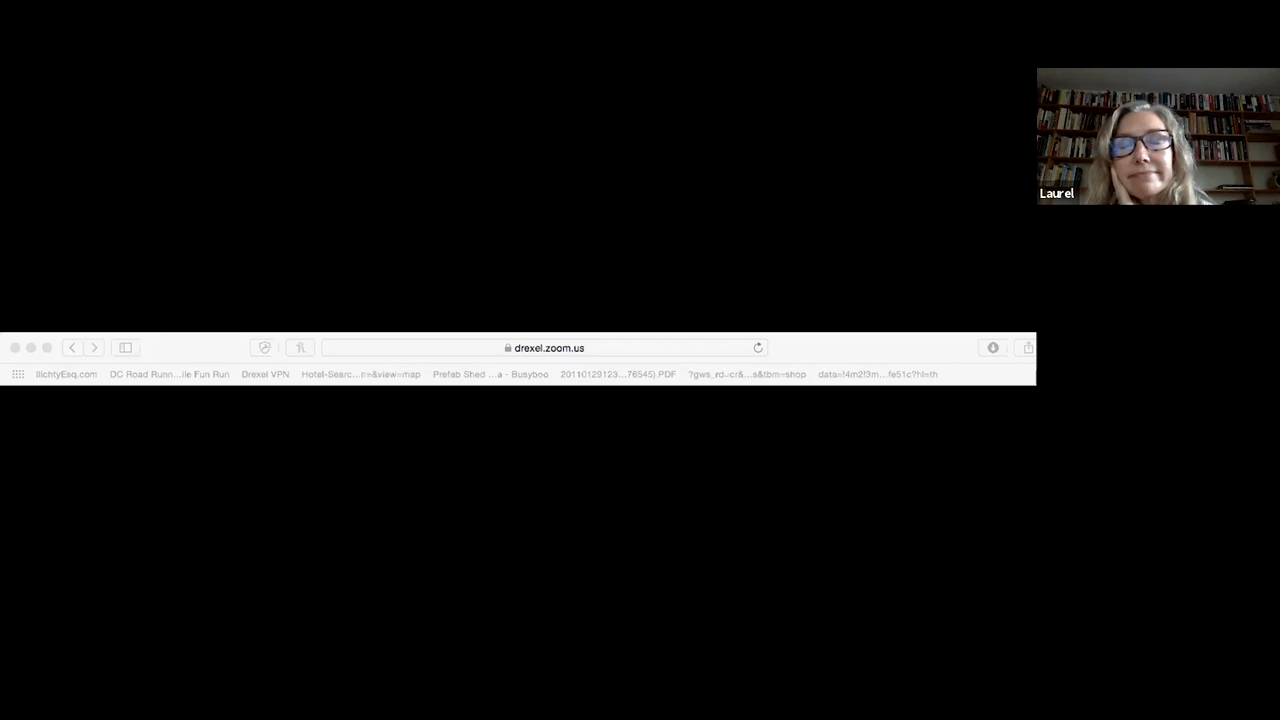 Laurel
drexel.zoom.us
IlichtyEsq.com DC Road Runn...ile Fun Run Drexel VPN Hotel-Searc...n=&view=map Prefab Shed ...a - Busyboo 20110129123...76545).PDF ?gws_rd=cr&...s&tbm=shop data=!4m2!3m...fe51c?hl=th